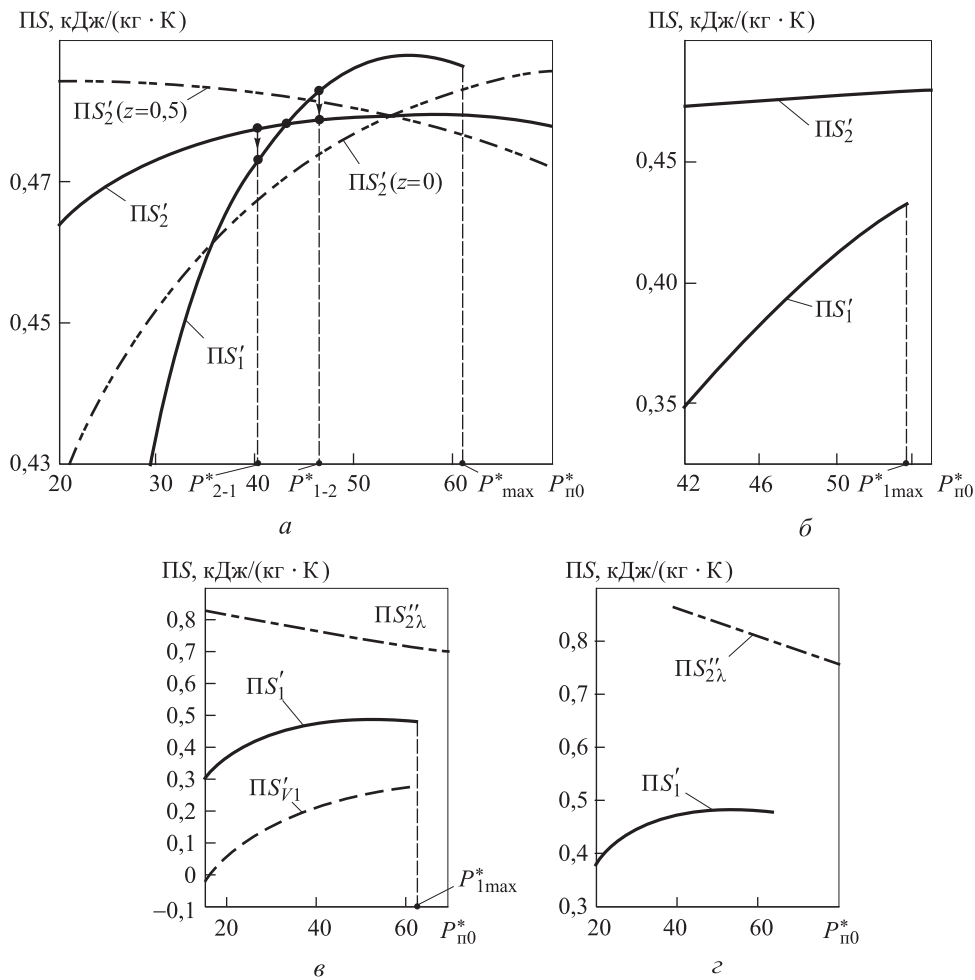 ПS, кДж/(кг · К)
ПS′₂(z=0,5)
0,47
ПS′₂
ПS′₂(z=0)
0,45
ПS′₁
0,43
20 30 40 50 60
P*₂₋₁ P*₁₋₂ P*max P*п0
а
ПS, кДж/(кг · К)
ПS′₂
0,45
0,40
ПS′₁
0,35
42 46 50 P*1max P*п0
б
ПS, кДж/(кг · К)
0,8
ПS″2λ
0,7
0,6
ПS′₁
0,5
0,4
0,3
ПS′V1
0,2
0,1
0
P*1max
−0,1
20 40 60 P*п0
в
ПS, кДж/(кг · К)
0,8
ПS″2λ
0,7
0,6
ПS′₁
0,5
0,4
0,3
20 40 60 80
P*п0
г